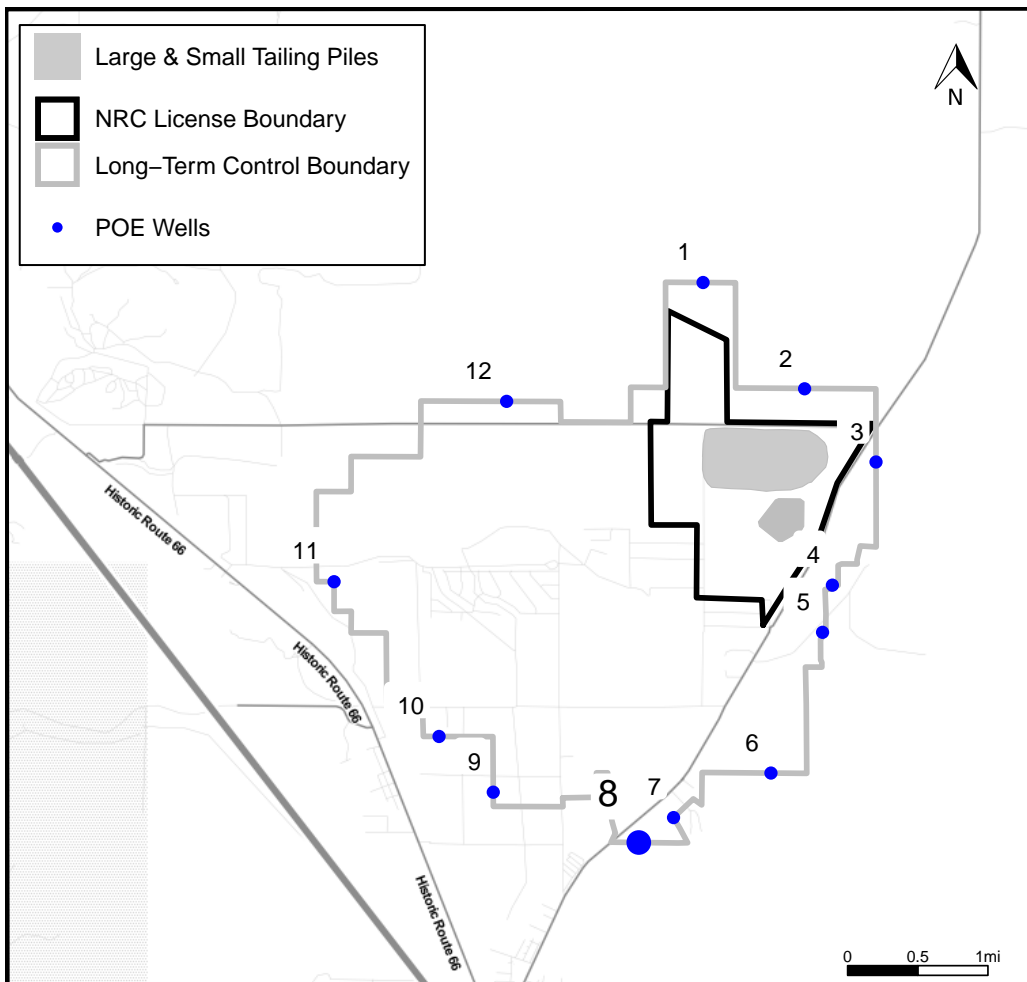 Large & Small Tailing Piles
NRC License Boundary
Long−Term Control Boundary
POE Wells
N
1
2
12
3
Historic Route 66
11
4
5
Historic Route 66
10
6
9
8
7
Historic Route 66
0 0.5 1mi